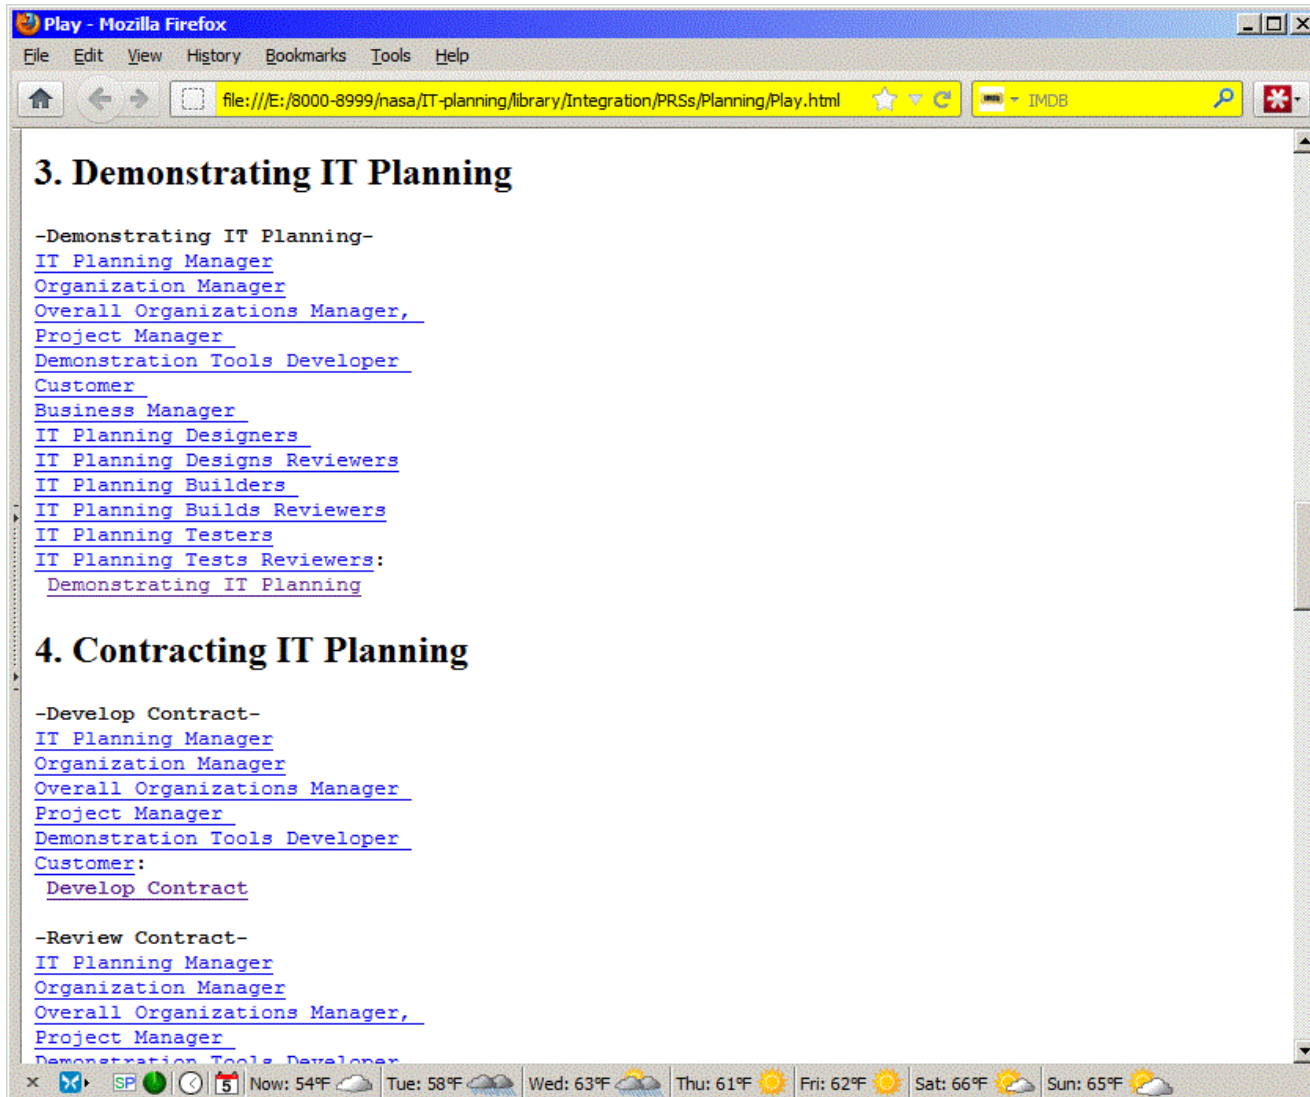 Play - Mozilla Firefox
File Edit View History Bookmarks Tools Help
file:///E:/8000-8999/nasa/IT-planning/library/Integration/PRSs/Planning/Play.html IMDB
3. Demonstrating IT Planning
-Demonstrating IT Planning-
IT Planning Manager
Organization Manager
Overall Organizations Manager,
Project Manager
Demonstration Tools Developer
Customer
Business Manager
IT Planning Designers
IT Planning Designs Reviewers
IT Planning Builders
IT Planning Builds Reviewers
IT Planning Testers
IT Planning Tests Reviewers:
Demonstrating IT Planning
4. Contracting IT Planning
-Develop Contract-
IT Planning Manager
Organization Manager
Overall Organizations Manager
Project Manager
Demonstration Tools Developer
Customer:
Develop Contract
-Review Contract-
IT Planning Manager
Organization Manager
Overall Organizations Manager,
Project Manager
Demonstration Tools Developer
SP 5 Now: 54°F Tue: 58°F Wed: 63°F Thu: 61°F Fri: 62°F Sat: 66°F Sun: 65°F